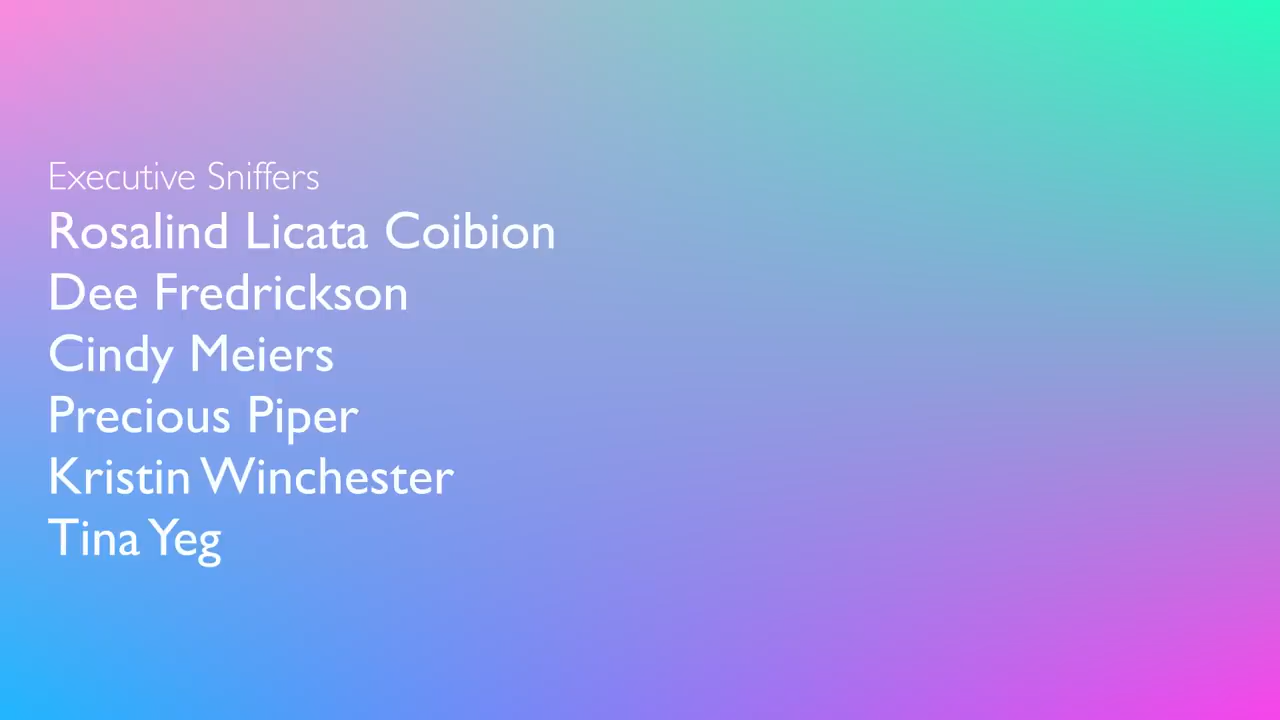 Executive Sniffers
Rosalind Licata Coibion
Dee Fredrickson
Cindy Meiers
Precious Piper
Kristin Winchester
Tina Yeg